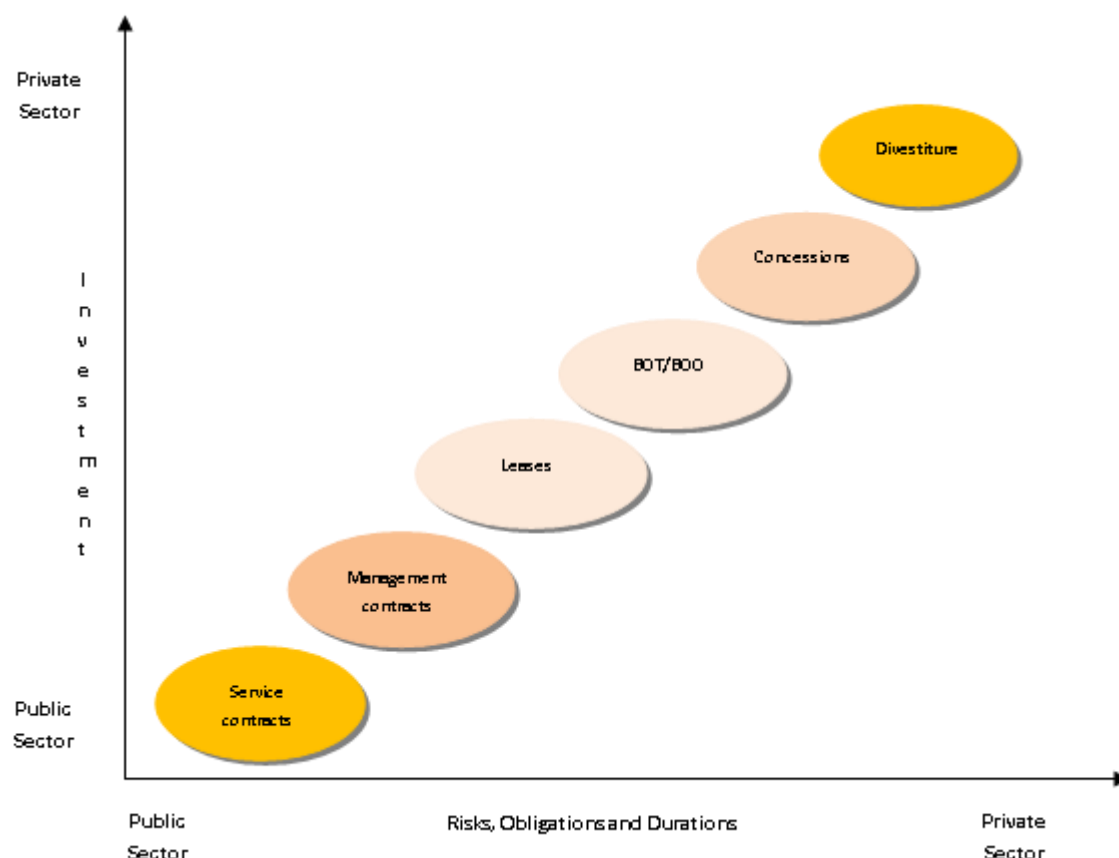 Private
Sector
Divestiture
Concessions
I
n
v
e
s
t
m
e
n
t
BOT/BOO
Leases
Management
contracts
Service
contracts
Public
Sector
Public
Sector
Risks, Obligations and Durations
Private
Sector